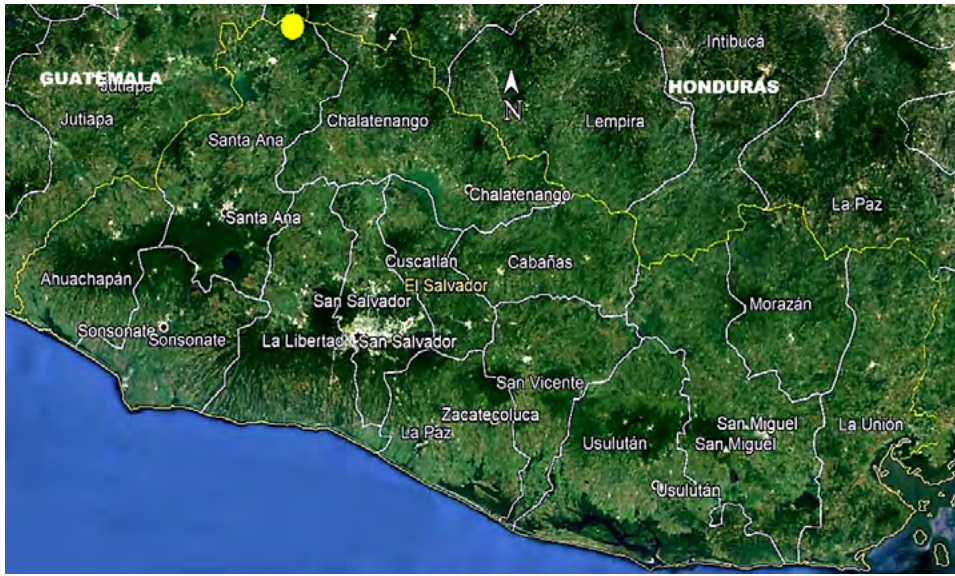 Intibucá
GUATEMALA
Jutiapa
HONDURAS
Jutiapa
Santa Ana
Chalatenango
N
Lempira
Chalatenango
Santa Ana
La Paz
Cuscatlán
Cabañas
Ahuachapán
El Salvador
San Salvador
Morazán
Sonsonate
Sonsonate
La Libertad
San Salvador
San Vicente
Zacatecoluca
La Paz
Usulután
San Miguel
San Miguel
La Unión
Usulután